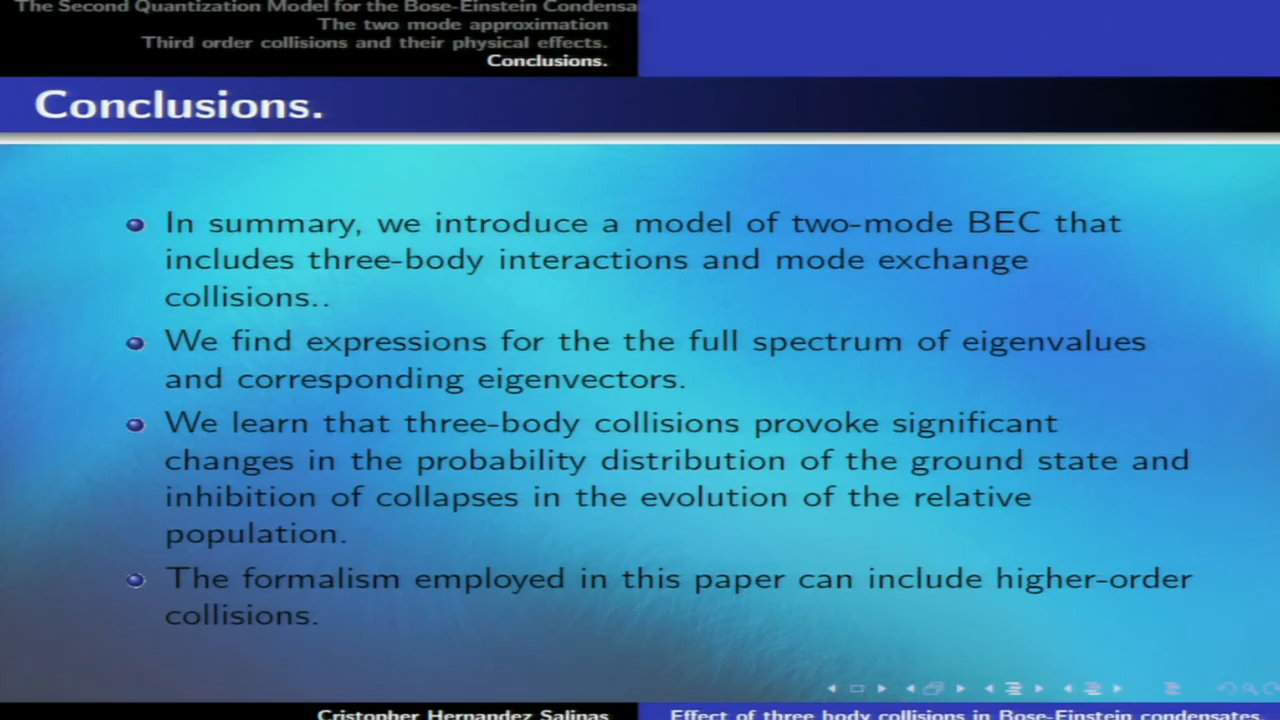 The Second Quantization Model for the Bose-Einstein
The two mode approximation
Third order collisions and their physical effects.
Conclusions.
Conclusions.
In summary, we introduce a model of two-mode BEC that
includes three-body interactions and mode exchange
collisions..
We find expressions for the the full spectrum of eigenvalues
and corresponding eigenvectors.
We learn that three-body collisions provoke significant
changes in the probability distribution of the ground state and
inhibition of collapses in the evolution of the relative
population.
The formalism employed in this paper can include higher-order
collisions.
Cristopher Hernandez Salinas
Effect of three body collisions in Bose-Einstein condensates